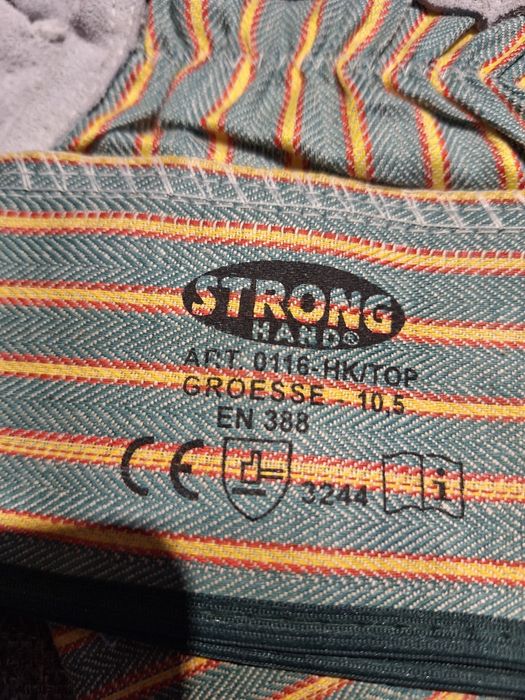 STRONG
HAND®
ART. 0116-HK/TOP
GROESSE - 10,5
EN 388
CE 3244 i